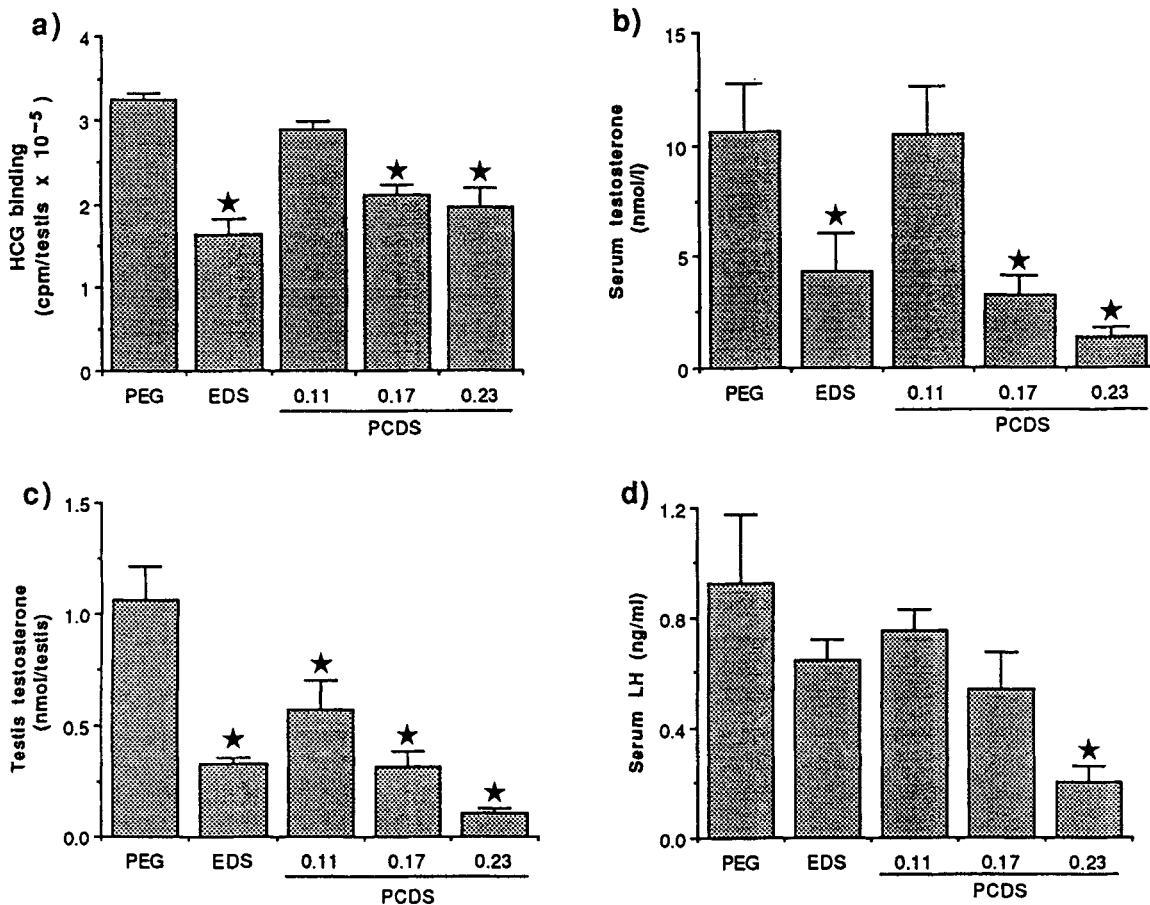 a)
HCG binding
(cpm/testis x 10⁻⁵)
4
3
2
1
0
★
★
★
PEG EDS 0.11 0.17 0.23
PCDS
b)
Serum testosterone
(nmol/l)
15
10
5
0
★
★
★
PEG EDS 0.11 0.17 0.23
PCDS
c)
Testis testosterone
(nmol/testis)
1.5
1.0
0.5
0.0
★
★
★
★
PEG EDS 0.11 0.17 0.23
PCDS
d)
Serum LH (ng/ml)
1.2
0.8
0.4
0.0
★
PEG EDS 0.11 0.17 0.23
PCDS